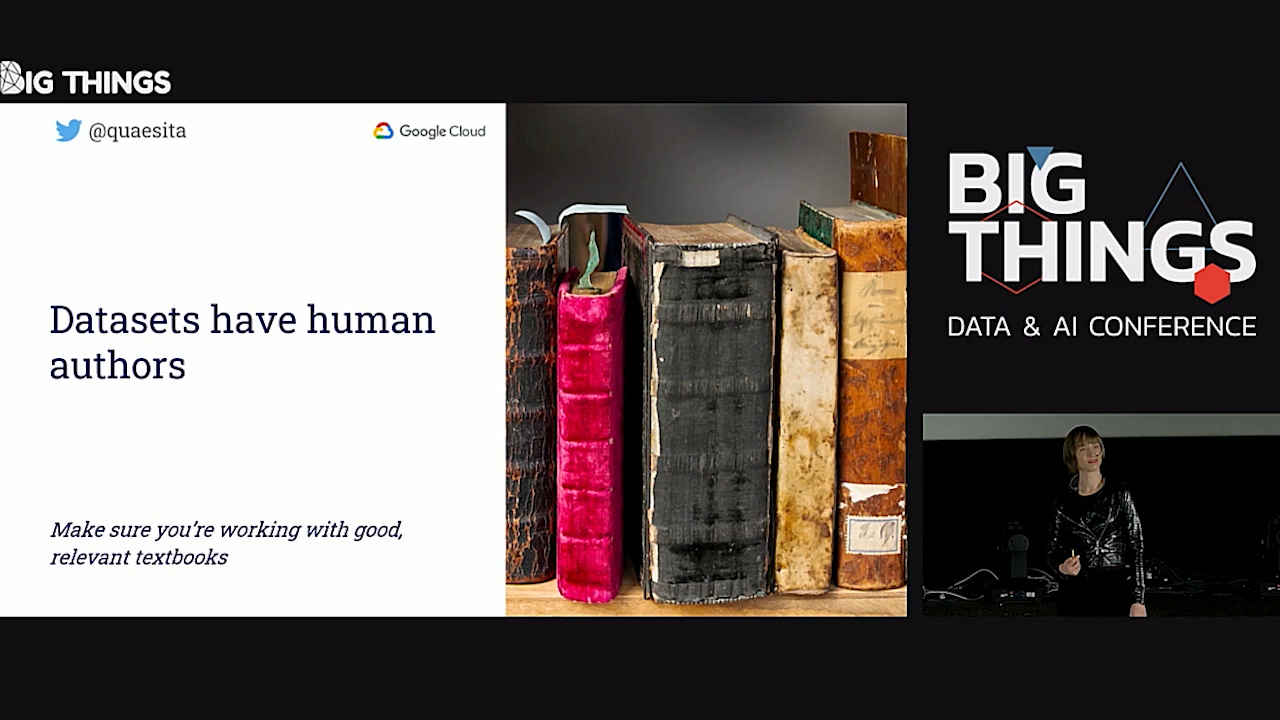 BIG THINGS
@quaesita
Google Cloud
Datasets have human
authors
Make sure you're working with good,
relevant textbooks
BIG
THINGS
DATA & AI CONFERENCE